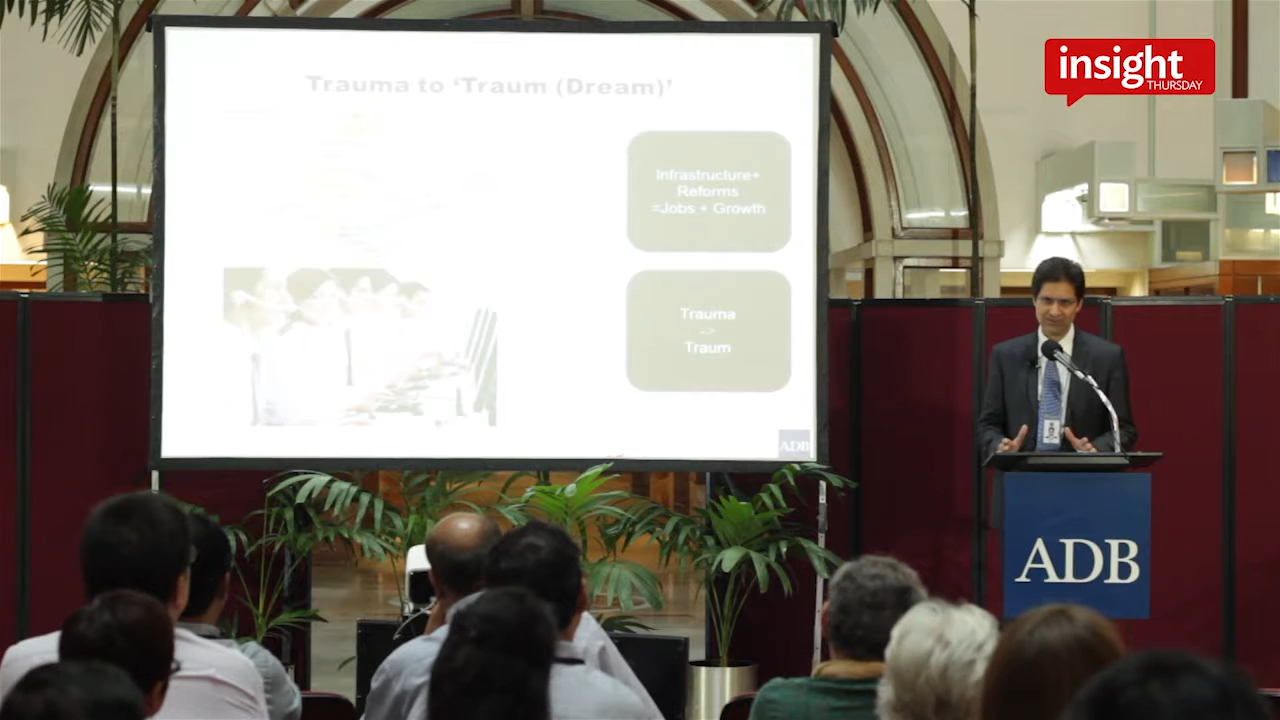 insight
THURSDAY
Trauma to ‘Traum (Dream)’
Infrastructure+
Reforms
=Jobs + Growth
Trauma
->
Traum
ADB
ADB